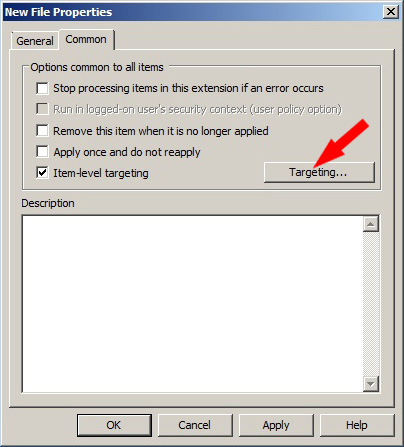 New File Properties
General
Common
Options common to all items
Stop processing items in this extension if an error occurs
Run in logged-on user's security context (user policy option)
Remove this item when it is no longer applied
Apply once and do not reapply
Item-level targeting
Targeting...
Description
OK
Cancel
Apply
Help